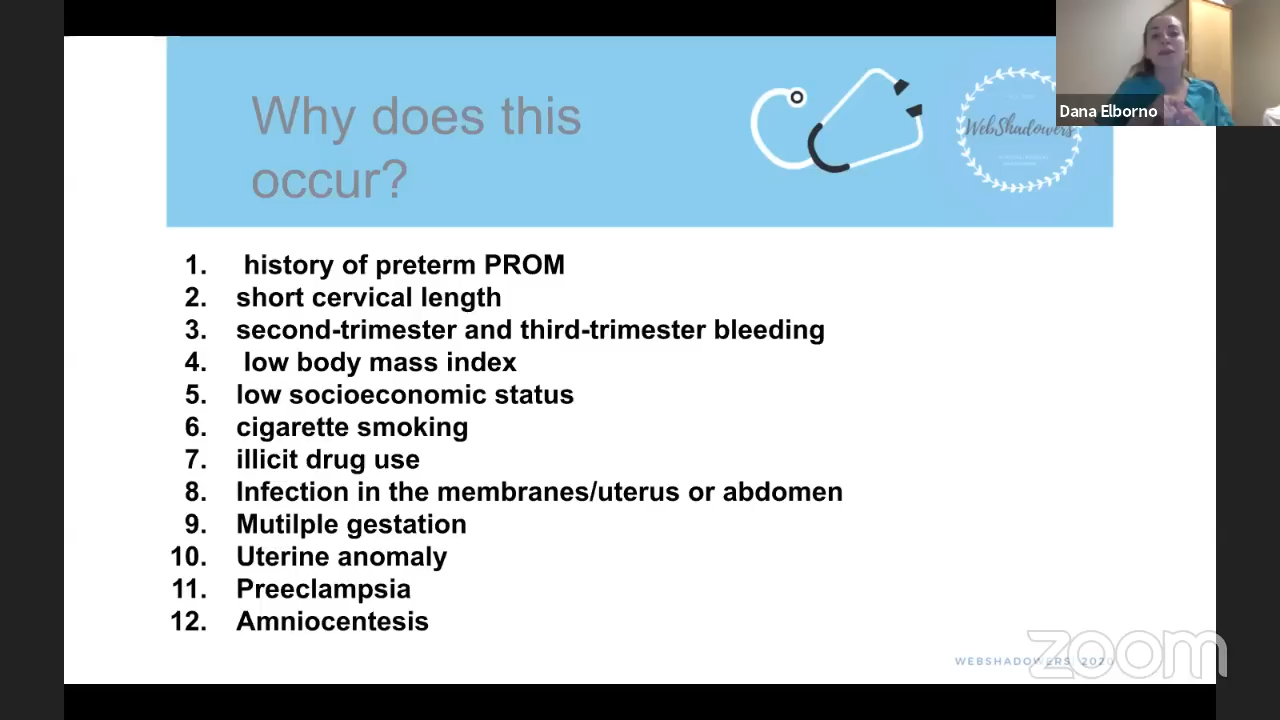 Why does this
occur?
WebShadowers
Dana Elborno
1. history of preterm PROM
2. short cervical length
3. second-trimester and third-trimester bleeding
4. low body mass index
5. low socioeconomic status
6. cigarette smoking
7. illicit drug use
8. Infection in the membranes/uterus or abdomen
9. Mutilple gestation
10. Uterine anomaly
11. Preeclampsia
12. Amniocentesis
WEBSHADOWERS 2020
zoom